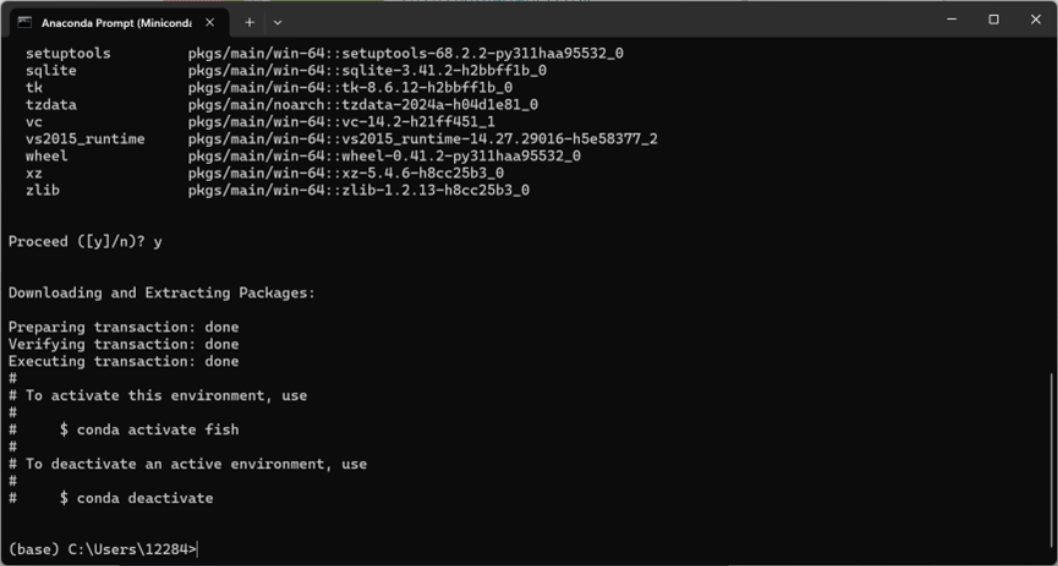 Anaconda Prompt (Miniconda
setuptools pkgs/main/win-64::setuptools-68.2.2-py311haa95532_0
sqlite pkgs/main/win-64::sqlite-3.41.2-h2bbff1b_0
tk pkgs/main/win-64::tk-8.6.12-h2bbff1b_0
tzdata pkgs/main/noarch::tzdata-2024a-h04d1e81_0
vc pkgs/main/win-64::vc-14.2-h21ff451_1
vs2015_runtime pkgs/main/win-64::vs2015_runtime-14.27.29016-h5e58377_2
wheel pkgs/main/win-64::wheel-0.41.2-py311haa95532_0
xz pkgs/main/win-64::xz-5.4.6-h8cc25b3_0
zlib pkgs/main/win-64::zlib-1.2.13-h8cc25b3_0
Proceed ([y]/n)? y
Downloading and Extracting Packages:
Preparing transaction: done
Verifying transaction: done
Executing transaction: done
#
# To activate this environment, use
#
# $ conda activate fish
#
# To deactivate an active environment, use
#
# $ conda deactivate
(base) C:\Users\12284>